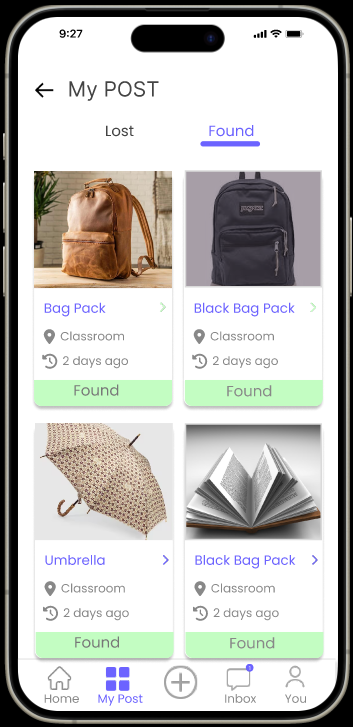 9:27
My POST
Lost Found
JANSPORT
Bag Pack
Classroom
2 days ago
Found
Black Bag Pack
Classroom
2 days ago
Found
Umbrella
Classroom
2 days ago
Found
Black Bag Pack
Classroom
2 days ago
Found
Home My Post Inbox You